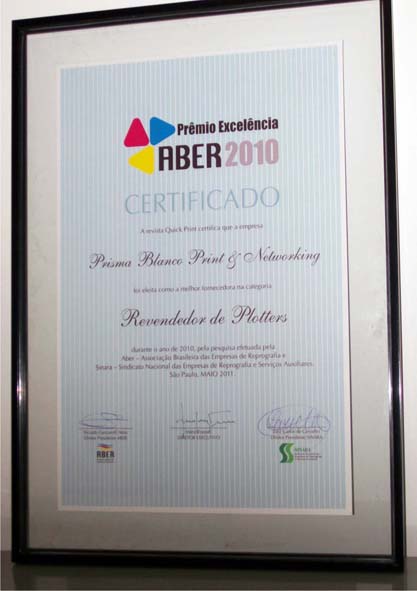 Prêmio Excelência
ABER 2010
CERTIFICADO
A revista Quick Print certifica que a empresa
Prisma Blanco Print & Networking
foi eleita como a melhor fornecedora na categoria
Revendedor de Plotters
durante o ano de 2010, pela pesquisa efetuada pela
Aber – Associação Brasileira das Empresas de Reprografia e
Sinara – Sindicato Nacional das Empresas de Reprografia e Serviços Auxiliares.
São Paulo, MAIO 2011
ABER